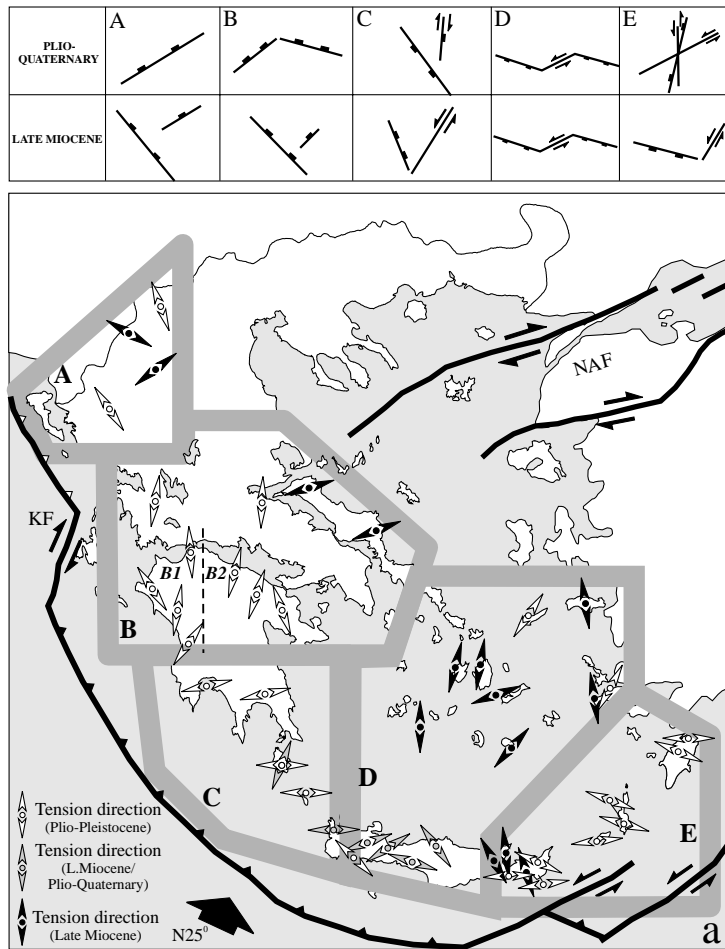 A B C D E
PLIO-
QUATERNARY
LATE MIOCENE
A
NAF
KF
B1 B2
B
D
C
E
Tension direction
(Plio-Pleistocene)
Tension direction
(L.Miocene/
Plio-Quaternary)
Tension direction
(Late Miocene)
N25°
a